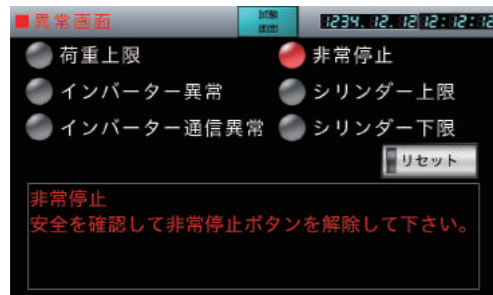 ■異常画面
試験
画面
1234. 12. 12 12:12:12
荷重上限
非常停止
インバーター異常
シリンダー上限
インバーター通信異常
シリンダー下限
リセット
非常停止
安全を確認して非常停止ボタンを解除して下さい。